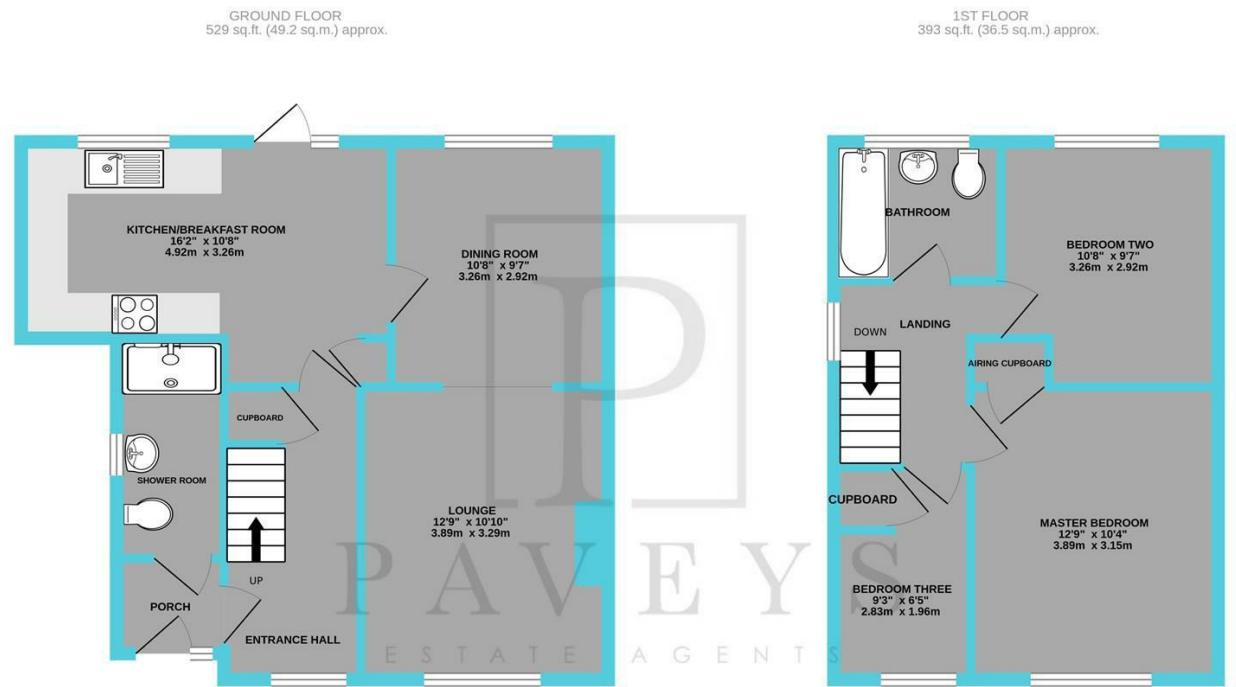 GROUND FLOOR
529 sq.ft. (49.2 sq.m.) approx.
KITCHEN/BREAKFAST ROOM
16'2" x 10'8"
4.92m x 3.26m
DINING ROOM
10'8" x 9'7"
3.26m x 2.92m
CUPBOARD
SHOWER ROOM
LOUNGE
12'9" x 10'10"
3.89m x 3.29m
UP
PORCH
ENTRANCE HALL
1ST FLOOR
393 sq.ft. (36.5 sq.m.) approx.
BATHROOM
BEDROOM TWO
10'8" x 9'7"
3.26m x 2.92m
LANDING
DOWN
AIRING CUPBOARD
CUPBOARD
MASTER BEDROOM
12'9" x 10'4"
3.89m x 3.15m
BEDROOM THREE
9'3" x 6'5"
2.83m x 1.96m
P
PAVEYS
ESTATE AGENTS